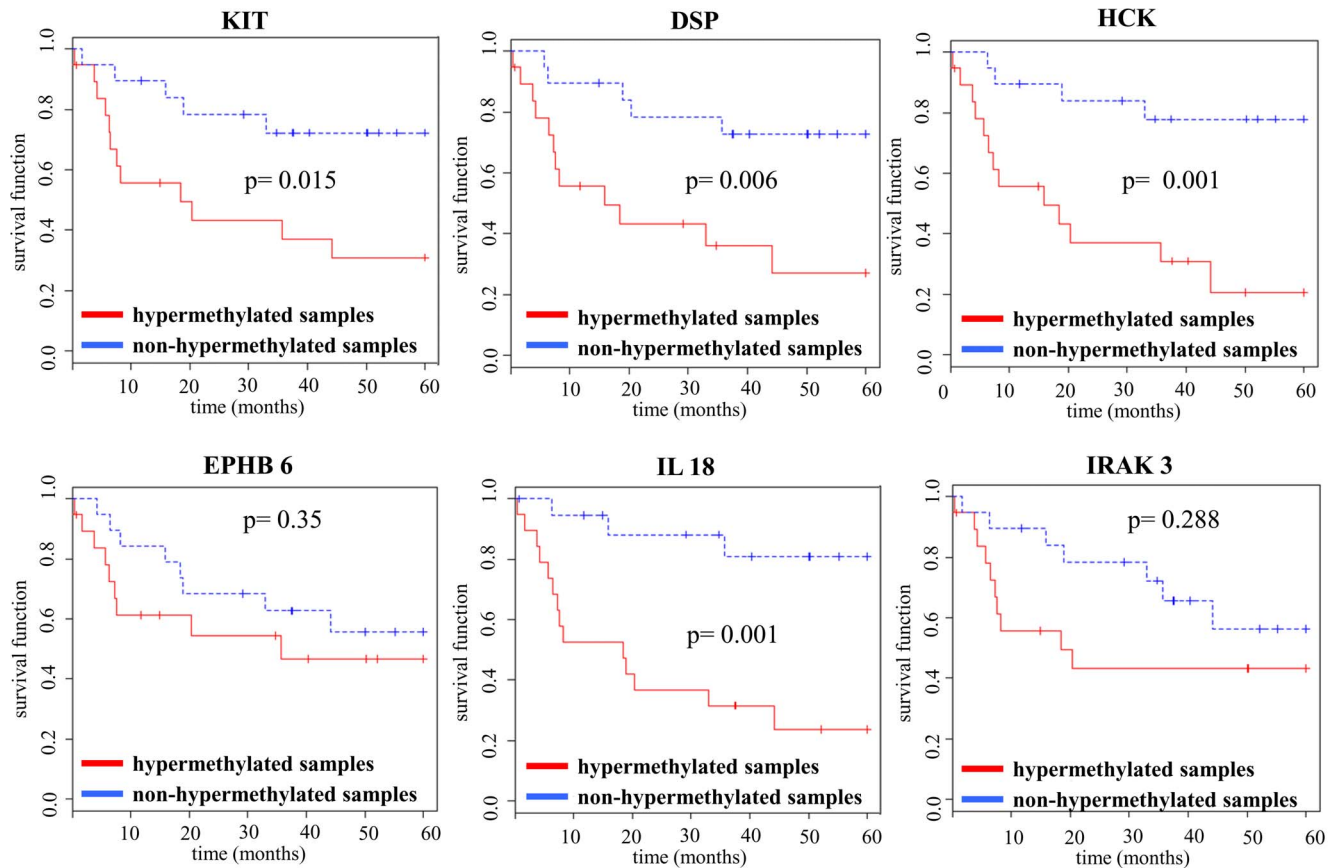 KIT
1.0
0.8
0.6
0.4
0.2
0.0
survival function
p= 0.015
hypermethylated samples
non-hypermethylated samples
10 20 30 40 50 60
time (months)
DSP
1.0
0.8
0.6
0.4
0.2
0.0
survival function
p= 0.006
hypermethylated samples
non-hypermethylated samples
10 20 30 40 50 60
time (months)
HCK
1.0
0.8
0.6
0.4
0.2
0.0
survival function
p= 0.001
hypermethylated samples
non-hypermethylated samples
0 10 20 30 40 50 60
time (months)
EPHB 6
1.0
0.8
0.6
0.4
0.2
0.0
survival function
p= 0.35
hypermethylated samples
non-hypermethylated samples
10 20 30 40 50 60
time (months)
IL 18
1.0
0.8
0.6
0.4
0.2
0.0
survival function
p= 0.001
hypermethylated samples
non-hypermethylated samples
10 20 30 40 50 60
time (months)
IRAK 3
1.0
0.8
0.6
0.4
0.2
0.0
survival function
p= 0.288
hypermethylated samples
non-hypermethylated samples
10 20 30 40 50 60
time (months)